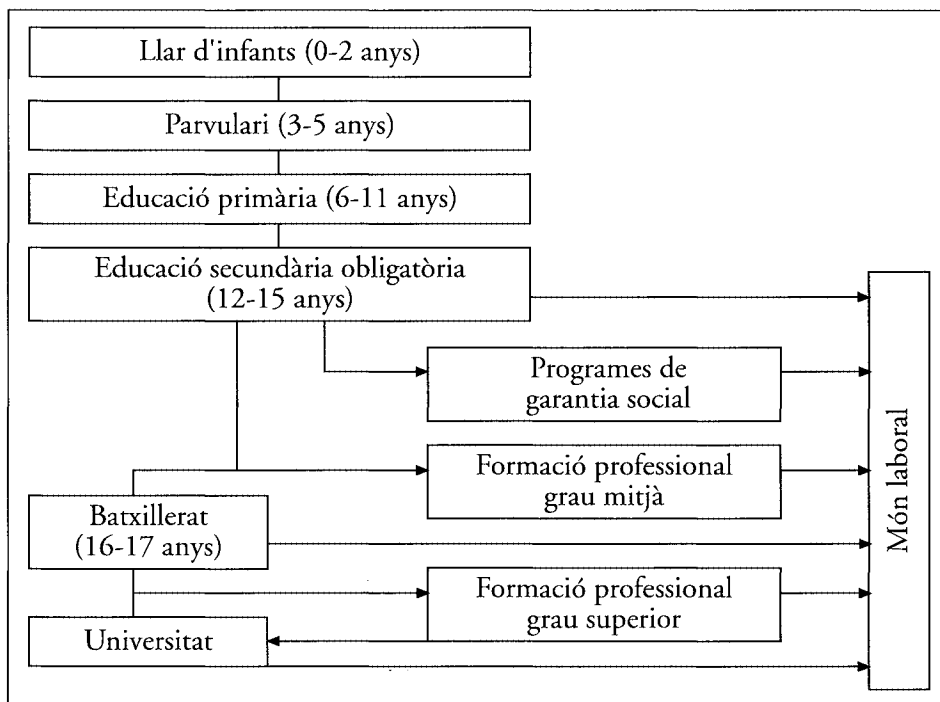 Llar d'infants (0-2 anys)
Parvulari (3-5 anys)
Educació primària (6-11 anys)
Educació secundària obligatòria
(12-15 anys)
Programes de
garantia social
Formació professional
grau mitjà
Batxillerat
(16-17 anys)
Formació professional
grau superior
Universitat
Món laboral